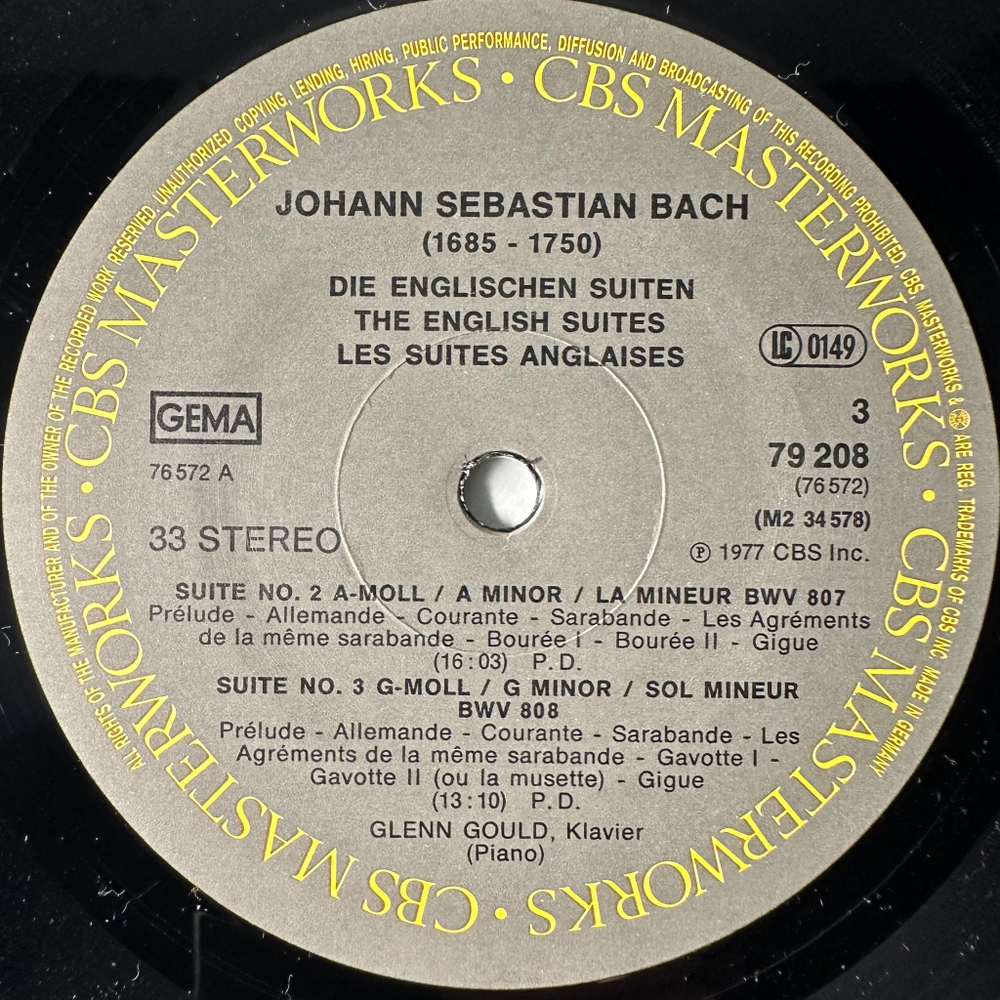 ALL RIGHTS OF THE MANUFACTURER AND OF THE OWNER OF THE RECORDED WORK RESERVED. UNAUTHORIZED COPYING, LENDING, HIRING, PUBLIC PERFORMANCE, DIFFUSION AND BROADCASTING OF THIS RECORDING PROHIBITED. CBS, MASTERWORKS & ARE REG. TRADEMARKS OF CBS INC. MADE IN GERMANY
CBS MASTERWORKS • CBS MASTERWORKS • CBS MASTERWORKS • CBS MASTERWORKS • CBS MASTERWORKS •
JOHANN SEBASTIAN BACH
(1685 - 1750)
DIE ENGLISCHEN SUITEN
THE ENGLISH SUITES
LES SUITES ANGLAISES
LC 0149
GEMA
3
76 572 A
79 208
(76 572)
(M2 34 578)
33 STEREO
℗ 1977 CBS Inc.
SUITE NO. 2 A-MOLL / A MINOR / LA MINEUR BWV 807
Prélude - Allemande - Courante - Sarabande - Les Agréments
de la même sarabande - Bourée I - Bourée II - Gigue
(16:03) P.D.
SUITE NO. 3 G-MOLL / G MINOR / SOL MINEUR
BWV 808
Prélude - Allemande - Courante - Sarabande - Les
Agréments de la même sarabande - Gavotte I -
Gavotte II (ou la musette) - Gigue
(13:10) P.D.
GLENN GOULD, Klavier
(Piano)